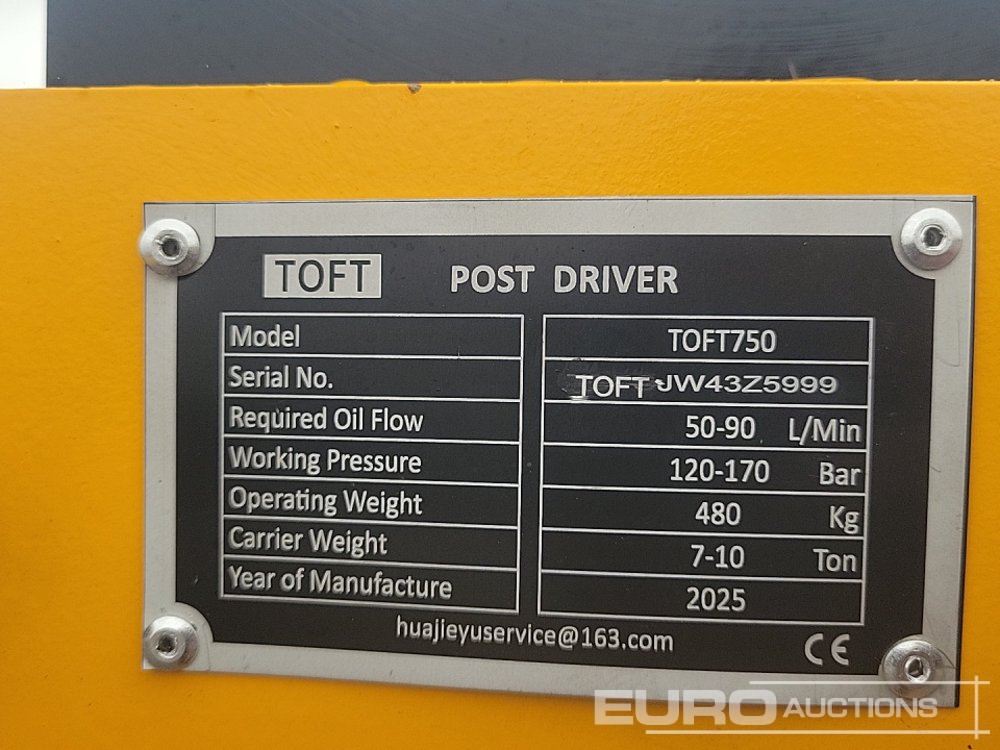 TOFT POST DRIVER
Model TOFT750
Serial No. TOFT JW43Z5999
Required Oil Flow 50-90 L/Min
Working Pressure 120-170 Bar
Operating Weight 480 Kg
Carrier Weight 7-10 Ton
Year of Manufacture 2025
huajieyuservice@163.com
CE
EURO AUCTIONS